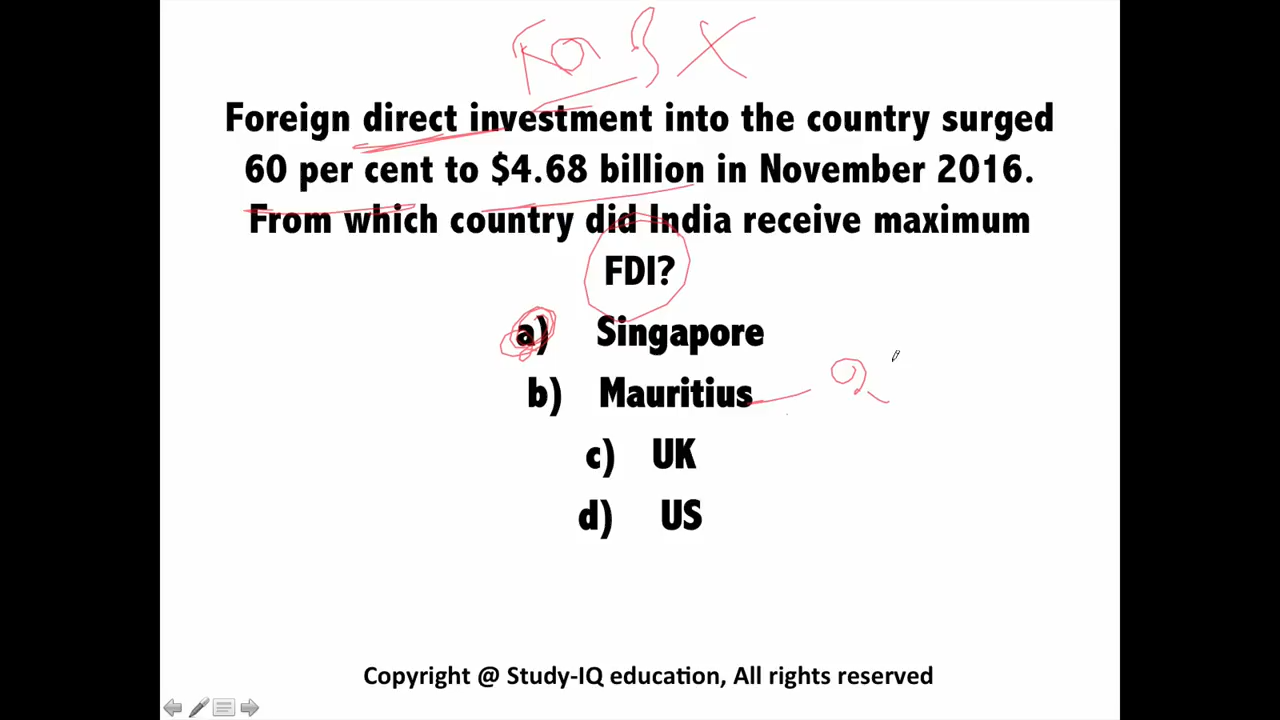 Foreign direct investment into the country surged
60 per cent to $4.68 billion in November 2016.
From which country did India receive maximum
FDI?
a) Singapore
b) Mauritius
c) UK
d) US
Copyright @ Study-IQ education, All rights reserved